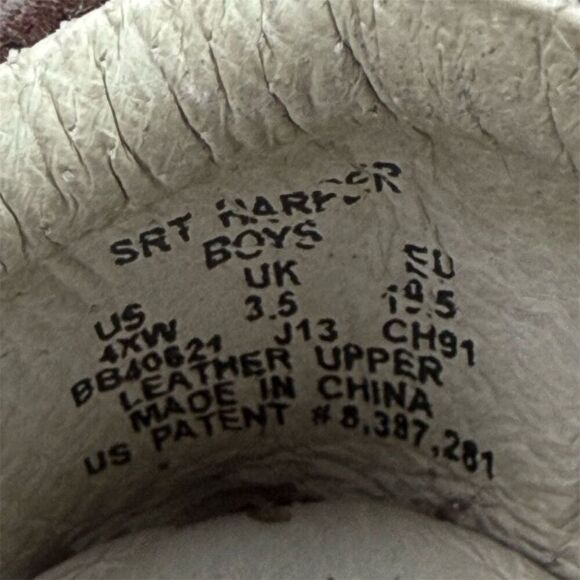 SRT HARPER
BOYS
US UK EU
4XW 3.5 19.5
BB40621 J13 CH91
LEATHER UPPER
MADE IN CHINA
US PATENT # 8,387,281